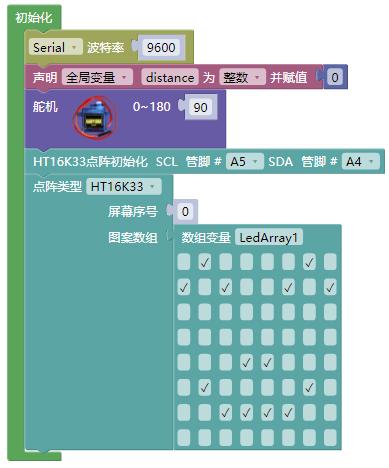 初始化
Serial 波特率 9600
声明 全局变量 distance 为 整数 并赋值 0
舵机 0~180 90
HT16K33点阵初始化 SCL 管脚 # A5 SDA 管脚 # A4
点阵类型 HT16K33
屏幕序号 0
图案数组 数组变量 LedArray1